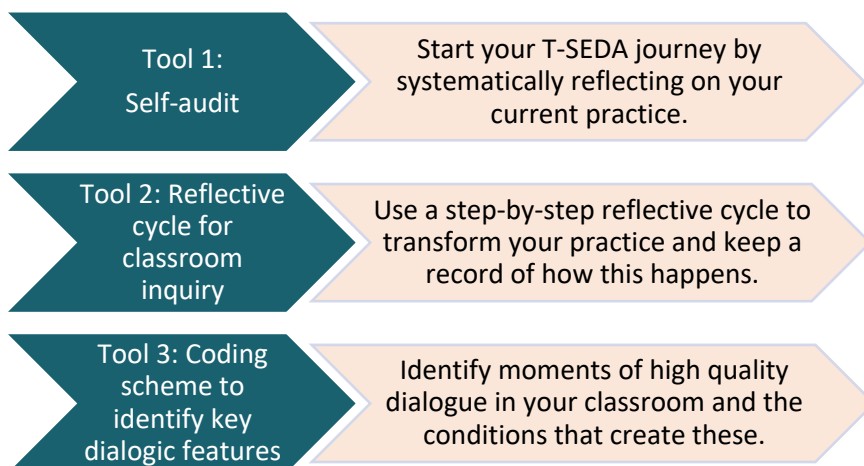 Tool 1:
Self-audit
Start your T-SEDA journey by
systematically reflecting on your
current practice.
Tool 2: Reflective
cycle for
classroom
inquiry
Use a step-by-step reflective cycle to
transform your practice and keep a
record of how this happens.
Tool 3: Coding
scheme to
identify key
dialogic features
Identify moments of high quality
dialogue in your classroom and the
conditions that create these.